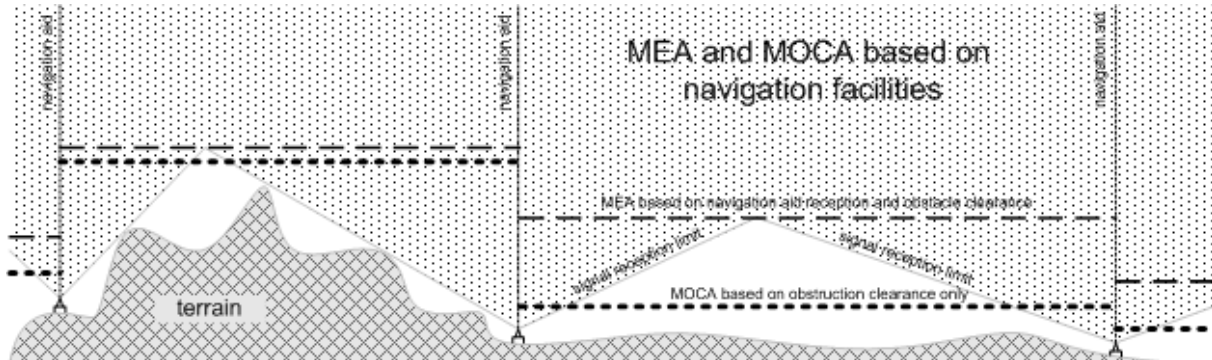 navigation aid
navigation aid
navigation aid
MEA and MOCA based on
navigation facilities
MEA based on navigation aid reception and obstacle clearance
signal reception limit
signal reception limit
MOCA based on obstruction clearance only
terrain